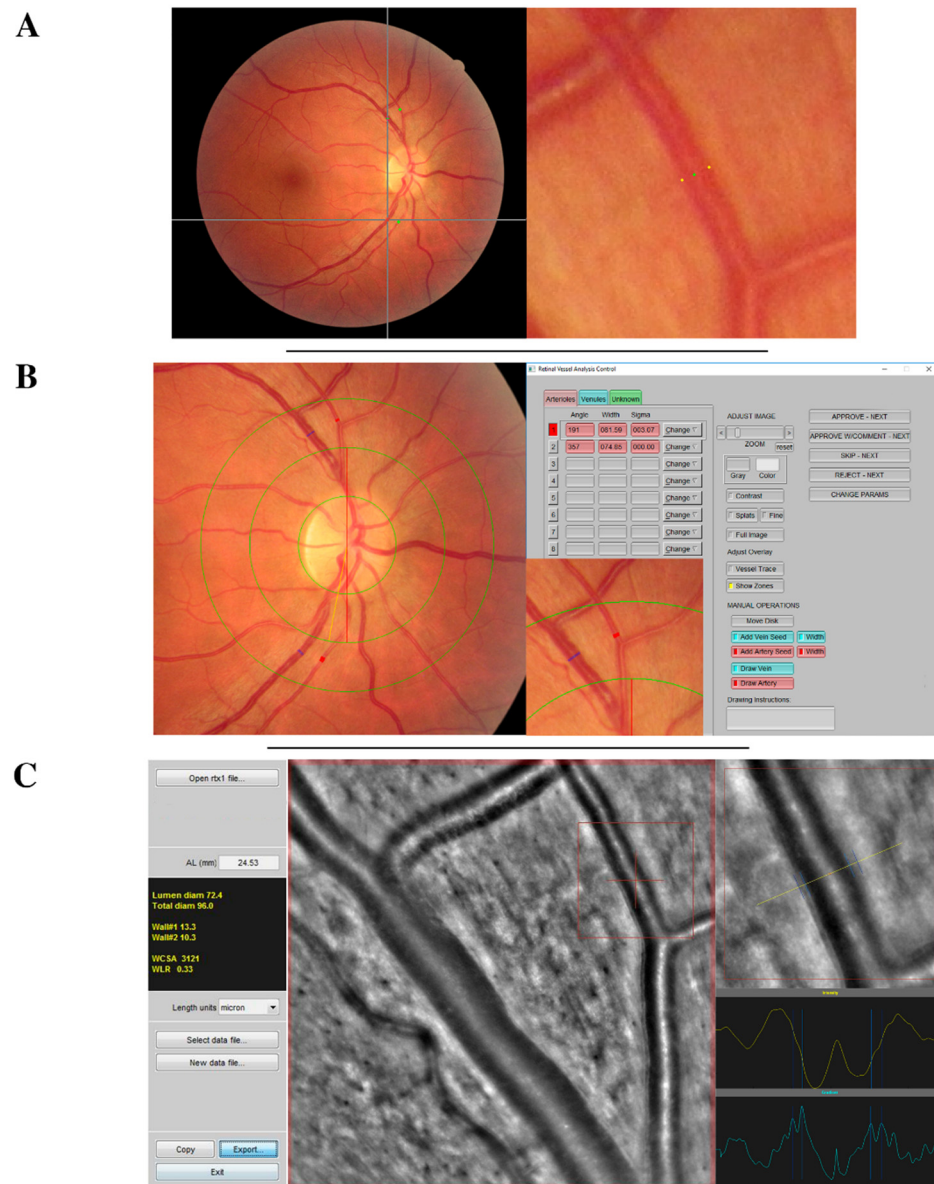 A
B
Retinal Vessel Analysis Control
Arterioles Venules Unknown
Angle Width Sigma
1 191 081.59 003.07 Change
2 357 074.65 000.00 Change
3 Change
4 Change
5 Change
6 Change
7 Change
8 Change
ADJUST IMAGE
< >
ZOOM reset
Gray Color
Contrast
Splats Fine
Full Image
Adjust Overlay
Vessel Trace
Show Zones
MANUAL OPERATIONS
Move Disk
Add Vein Seed Width
Add Artery Seed Width
Draw Vein
Draw Artery
Drawing Instructions:
APPROVE - NEXT
APPROVE W/COMMENT - NEXT
SKIP - NEXT
REJECT - NEXT
CHANGE PARAMS
C
Open rtx1 file...
AL (mm) 24.53
Lumen diam 72.4
Total diam 96.0
Wall#1 13.3
Wall#2 10.3
WCSA 3121
WLR 0.33
Length units micron
Select data file...
New data file...
Copy Export...
Exit
Intensity